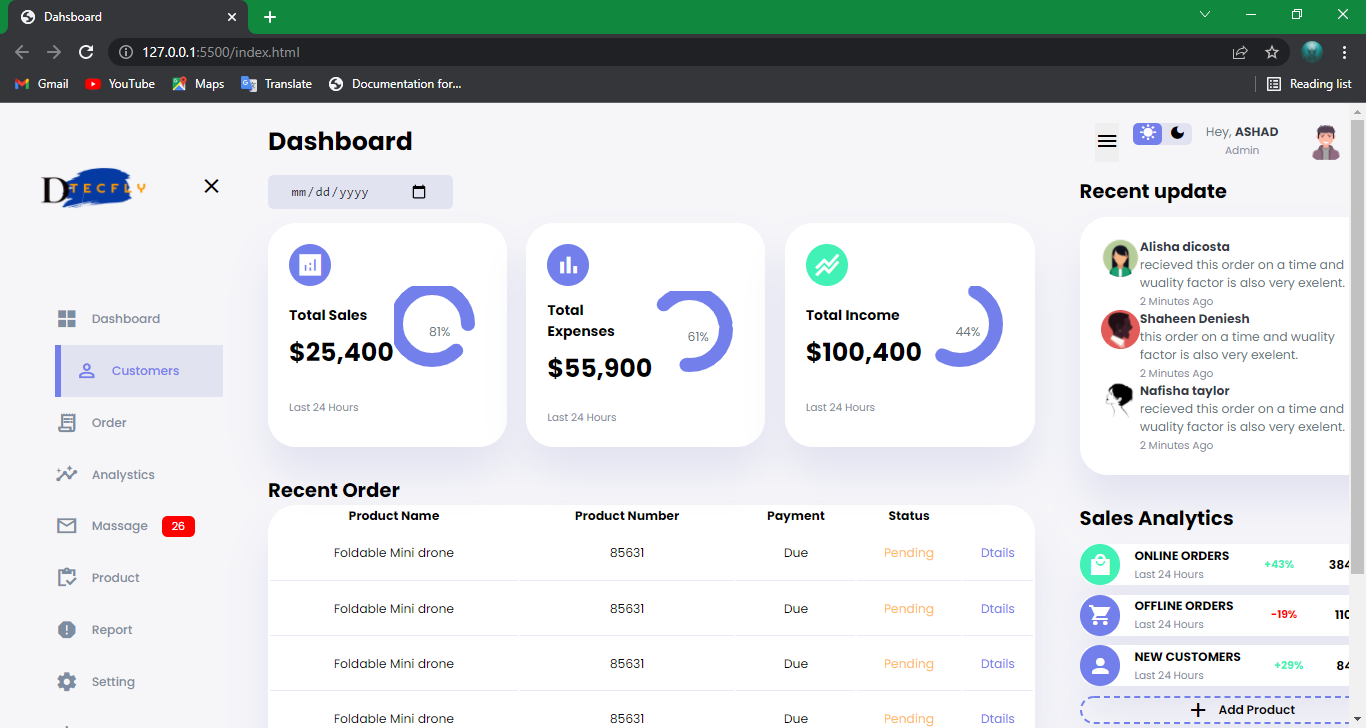 Dahsboard
127.0.0.1:5500/index.html
Gmail
YouTube
Maps
Translate
Documentation for...
Reading list
DTECFLY
Dashboard
Customers
Order
Analystics
Massage 26
Product
Report
Setting
Dashboard
mm/dd/yyyy
Total Sales
$25,400
81%
Last 24 Hours
Total
Expenses
$55,900
61%
Last 24 Hours
Total Income
$100,400
44%
Last 24 Hours
Recent Order
Product Name Product Number Payment Status
Foldable Mini drone 85631 Due Pending Dtails
Foldable Mini drone 85631 Due Pending Dtails
Foldable Mini drone 85631 Due Pending Dtails
Foldable Mini drone 85631 Due Pending Dtails
Hey, ASHAD
Admin
Recent update
Alisha dicosta
recieved this order on a time and
wuality factor is also very exelent.
2 Minutes Ago
Shaheen Deniesh
this order on a time and wuality
factor is also very exelent.
2 Minutes Ago
Nafisha taylor
recieved this order on a time and
wuality factor is also very exelent.
2 Minutes Ago
Sales Analytics
ONLINE ORDERS
Last 24 Hours
+43% 384
OFFLINE ORDERS
Last 24 Hours
-19% 110
NEW CUSTOMERS
Last 24 Hours
+29% 84
Add Product